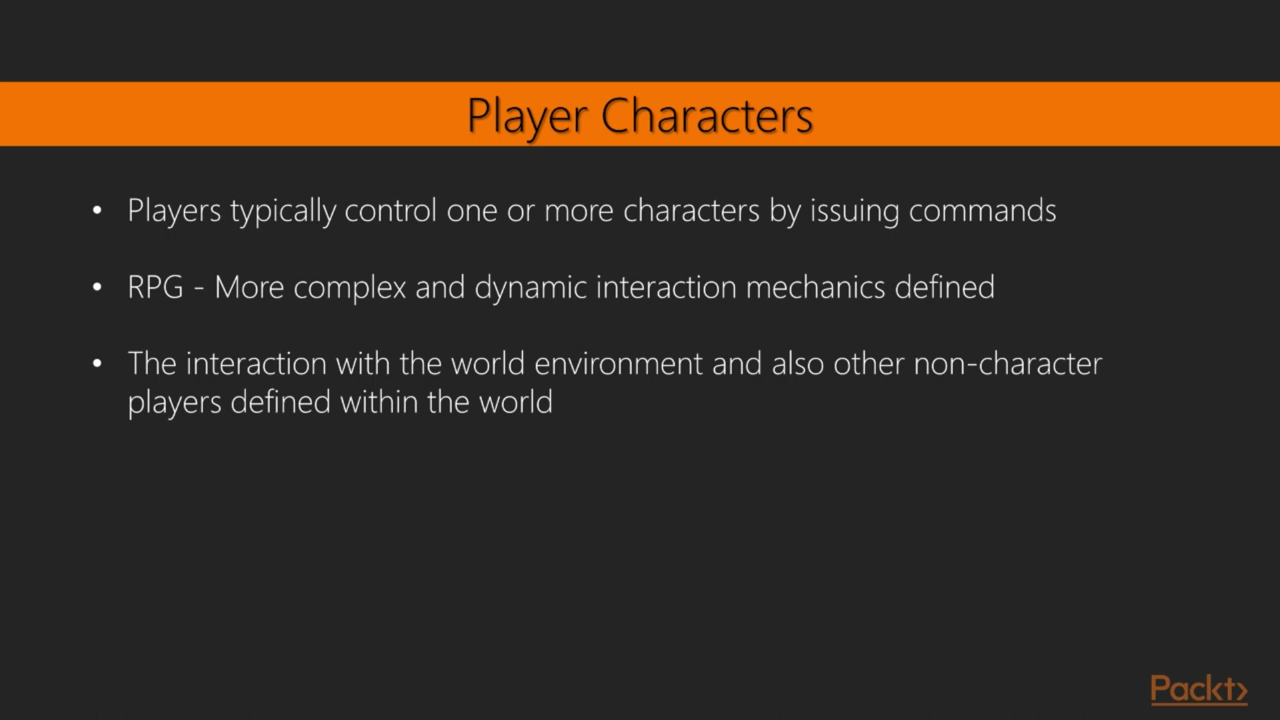 Player Characters
• Players typically control one or more characters by issuing commands
• RPG - More complex and dynamic interaction mechanics defined
• The interaction with the world environment and also other non-character
players defined within the world
Packt>